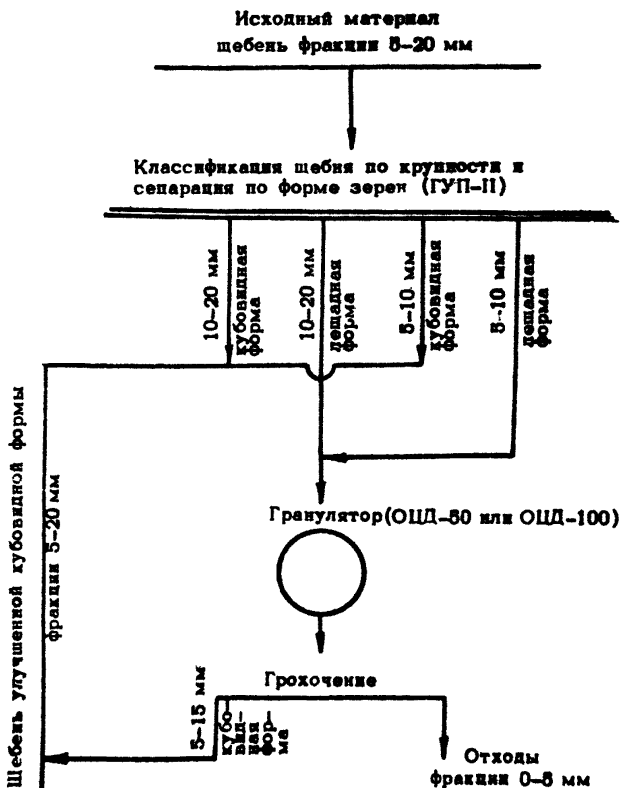 Исходный материал
щебень фракции 5-20 мм
Классификация щебня по крупности и
сепарация по форме зерен (ГУП-II)
10-20 мм
кубовидная
форма
10-20 мм
лещадная
форма
5-10 мм
кубовидная
форма
5-10 мм
лещадная
форма
Щебень улучшенной кубовидной формы
фракции 5-20 мм
Гранулятор(ОЦД-80 или ОЦД-100)
Грохочение
5-15 мм
кубо-
вид-
ная
фор-
ма
Отходы
фракции 0-5 мм